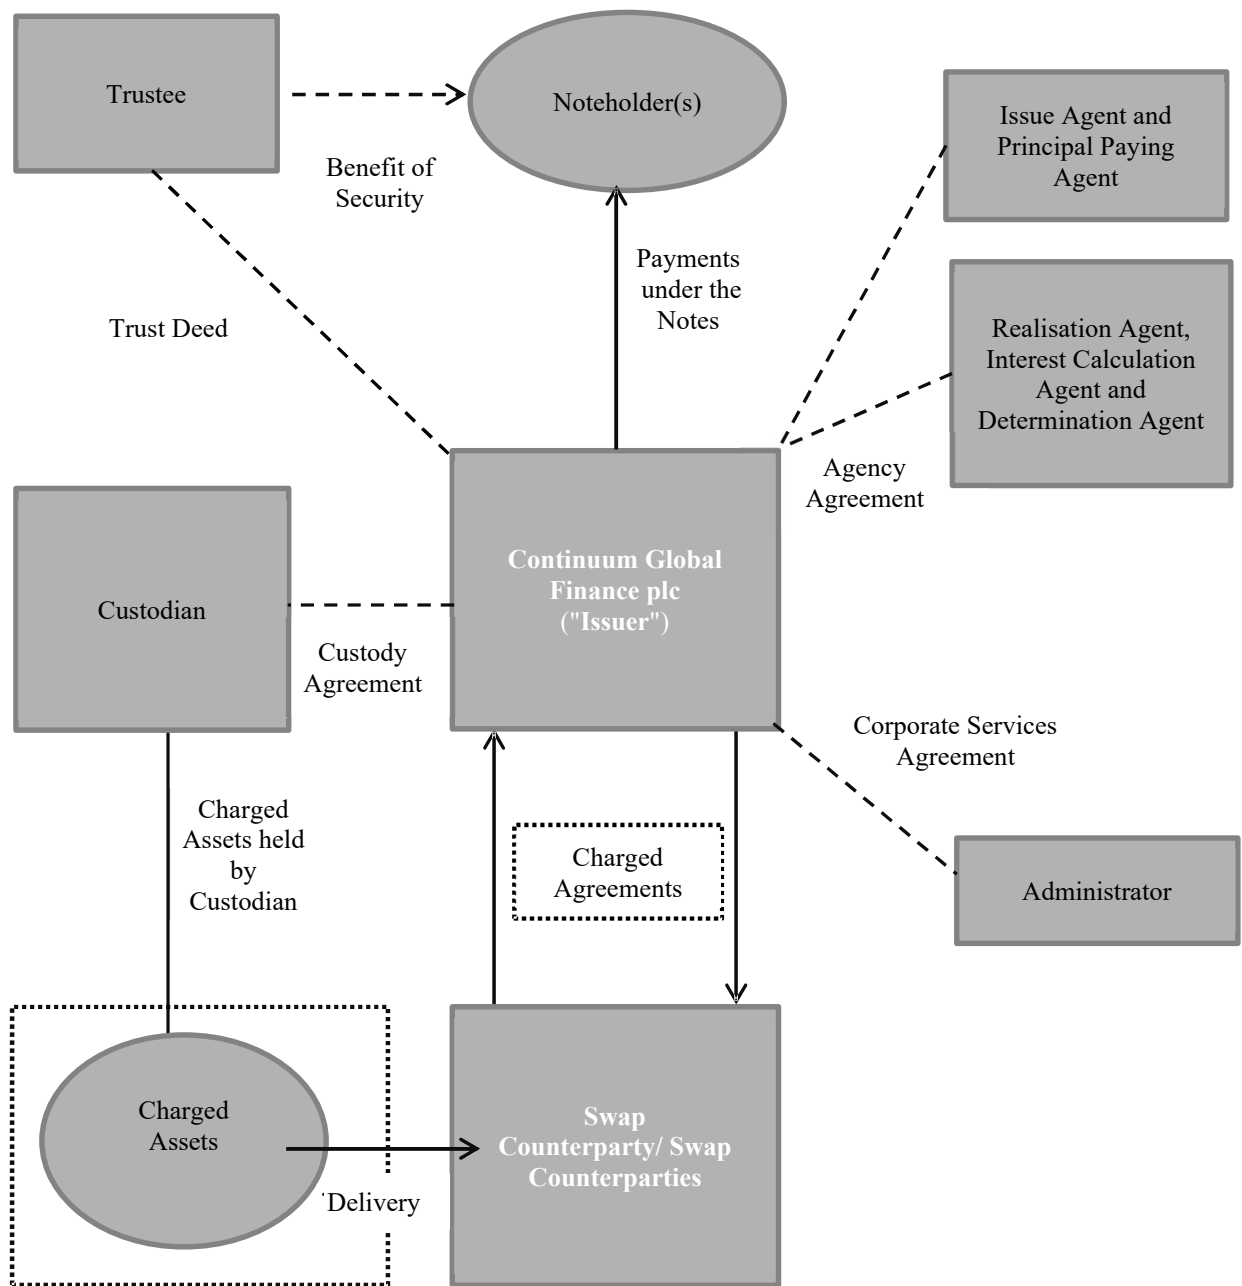 Trustee
Noteholder(s)
Issue Agent and
Principal Paying
Agent
Benefit of
Security
Payments
under the
Notes
Trust Deed
Realisation Agent,
Interest Calculation
Agent and
Determination Agent
Agency
Agreement
Continuum Global
Finance plc
("Issuer")
Custodian
Custody
Agreement
Corporate Services
Agreement
Charged
Assets held
by
Custodian
Charged
Agreements
Administrator
Charged
Assets
Swap
Counterparty/ Swap
Counterparties
Delivery